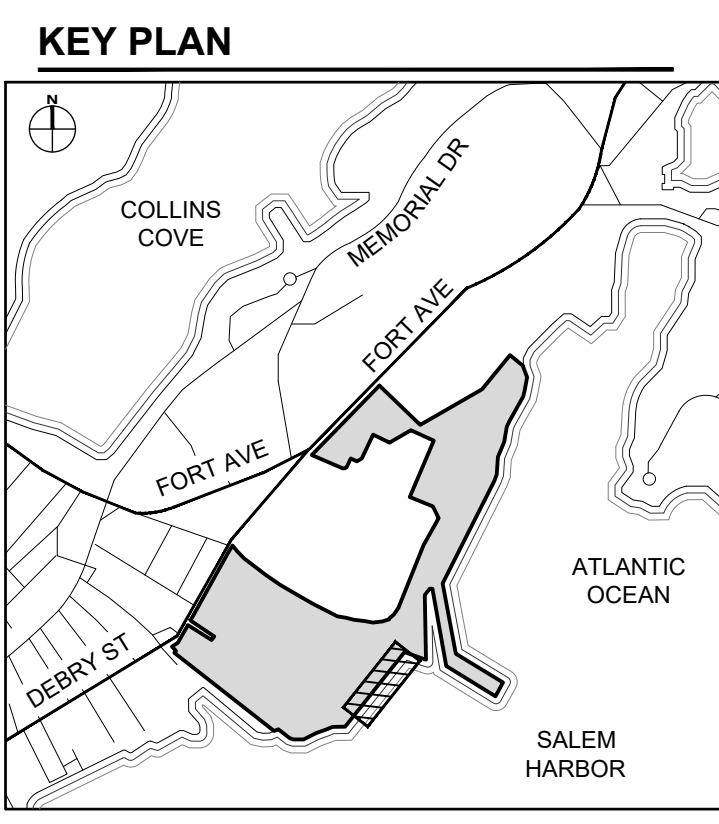 KEY PLAN
N
COLLINS
COVE
MEMORIAL DR
FORT AVE
FORT AVE
ATLANTIC
OCEAN
DEBRY ST
SALEM
HARBOR